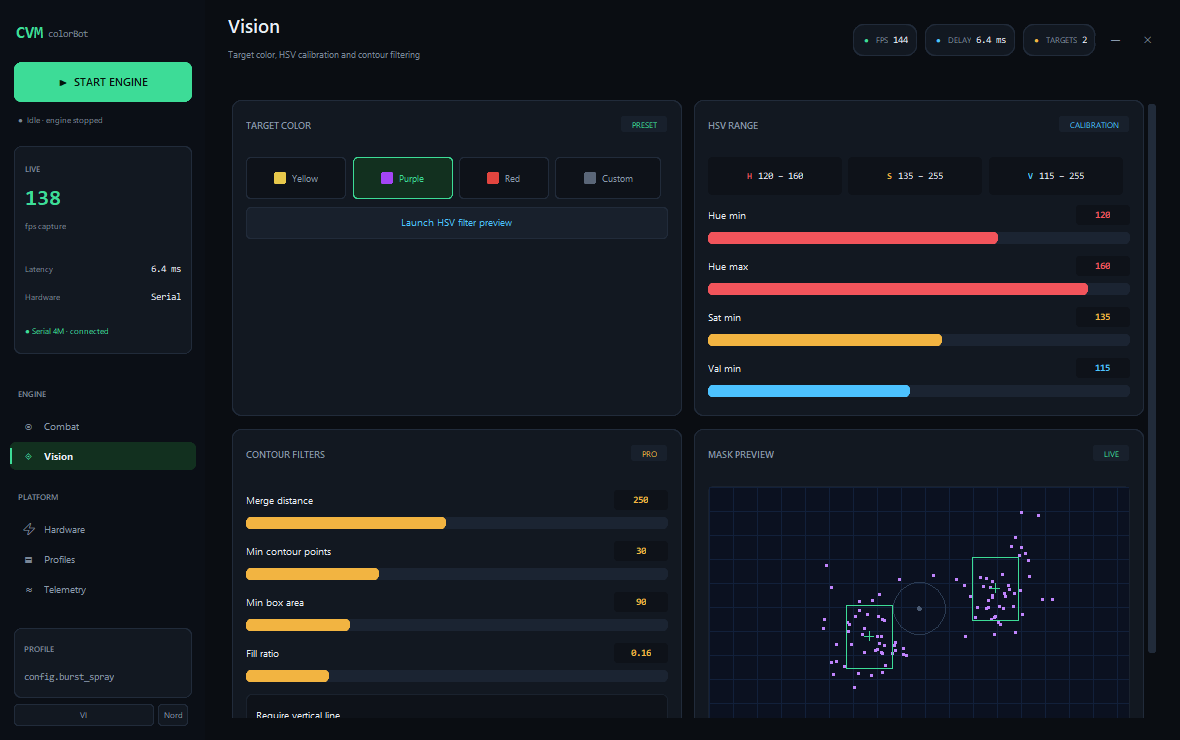 CVM colorBot
► START ENGINE
● Idle · engine stopped
LIVE
138
fps capture
Latency 6.4 ms
Hardware Serial
● Serial 4M · connected
ENGINE
Combat
Vision
PLATFORM
Hardware
Profiles
Telemetry
PROFILE
config.burst_spray
VI Nord
Vision
Target color, HSV calibration and contour filtering
● FPS 144 ● DELAY 6.4 ms ● TARGETS 2
TARGET COLOR PRESET
Yellow Purple Red Custom
Launch HSV filter preview
HSV RANGE CALIBRATION
H 120 – 160 S 135 – 255 V 115 – 255
Hue min 120
Hue max 160
Sat min 135
Val min 115
CONTOUR FILTERS PRO
Merge distance 250
Min contour points 30
Min box area 90
Fill ratio 0.16
Require vertical line
MASK PREVIEW LIVE